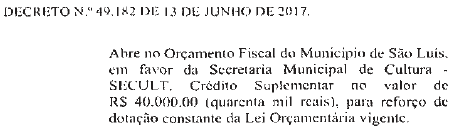 DECRETO N.º 49.182 DE 13 DE JUNHO DE 2017.
Abre no Orçamento Fiscal do Município de São Luís,
em favor da Secretaria Municipal de Cultura -
SECULT, Crédito Suplementar no valor de
R$ 40.000,00 (quarenta mil reais), para reforço de
dotação constante da Lei Orçamentária vigente.